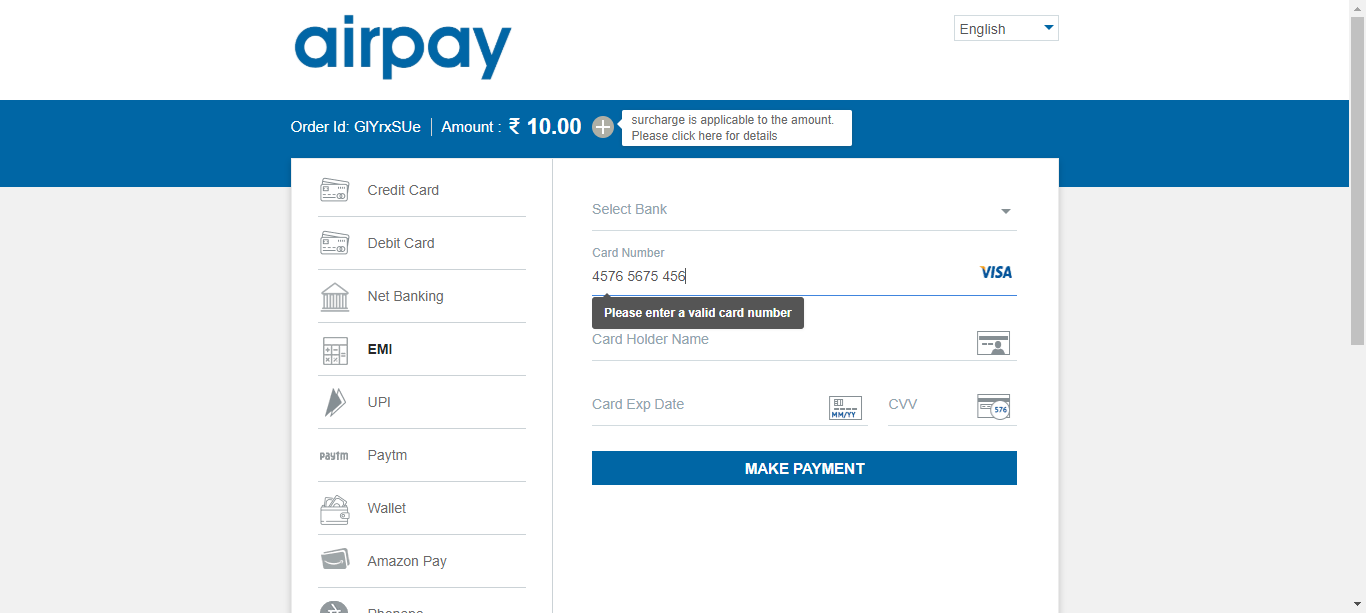 airpay
English
Order Id: GIYrxSUe Amount : ₹ 10.00
surcharge is applicable to the amount.
Please click here for details
Credit Card
Debit Card
Net Banking
EMI
UPI
Paytm
Paytm
Wallet
Amazon Pay
Phonepe
Select Bank
Card Number
4576 5675 456
VISA
Please enter a valid card number
Card Holder Name
Card Exp Date
MM/YY
CVV
576
MAKE PAYMENT